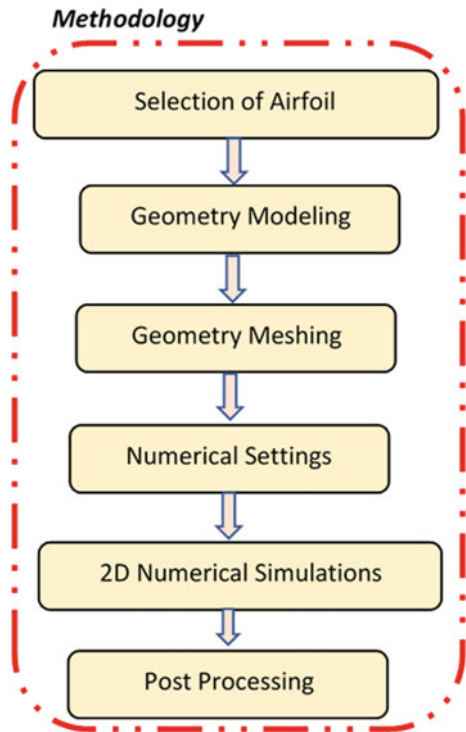 Methodology
Selection of Airfoil
Geometry Modeling
Geometry Meshing
Numerical Settings
2D Numerical Simulations
Post Processing